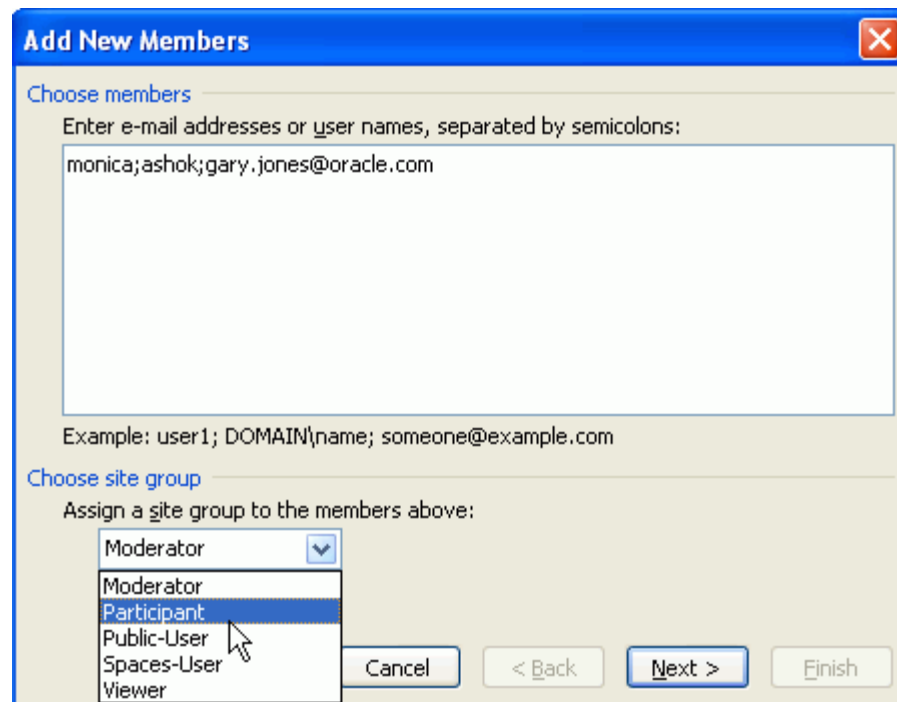 Add New Members
Choose members
Enter e-mail addresses or user names, separated by semicolons:
monica;ashok;gary.jones@oracle.com
Example: user1; DOMAIN\name; someone@example.com
Choose site group
Assign a site group to the members above:
Moderator
Moderator
Participant
Public-User
Spaces-User
Viewer
Cancel
< Back
Next >
Finish